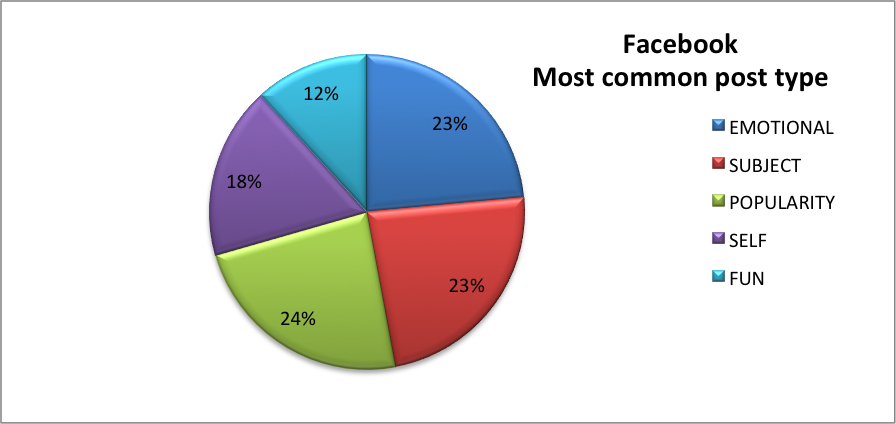 Facebook
Most common post type
12%
23%
18%
23%
24%
EMOTIONAL
SUBJECT
POPULARITY
SELF
FUN